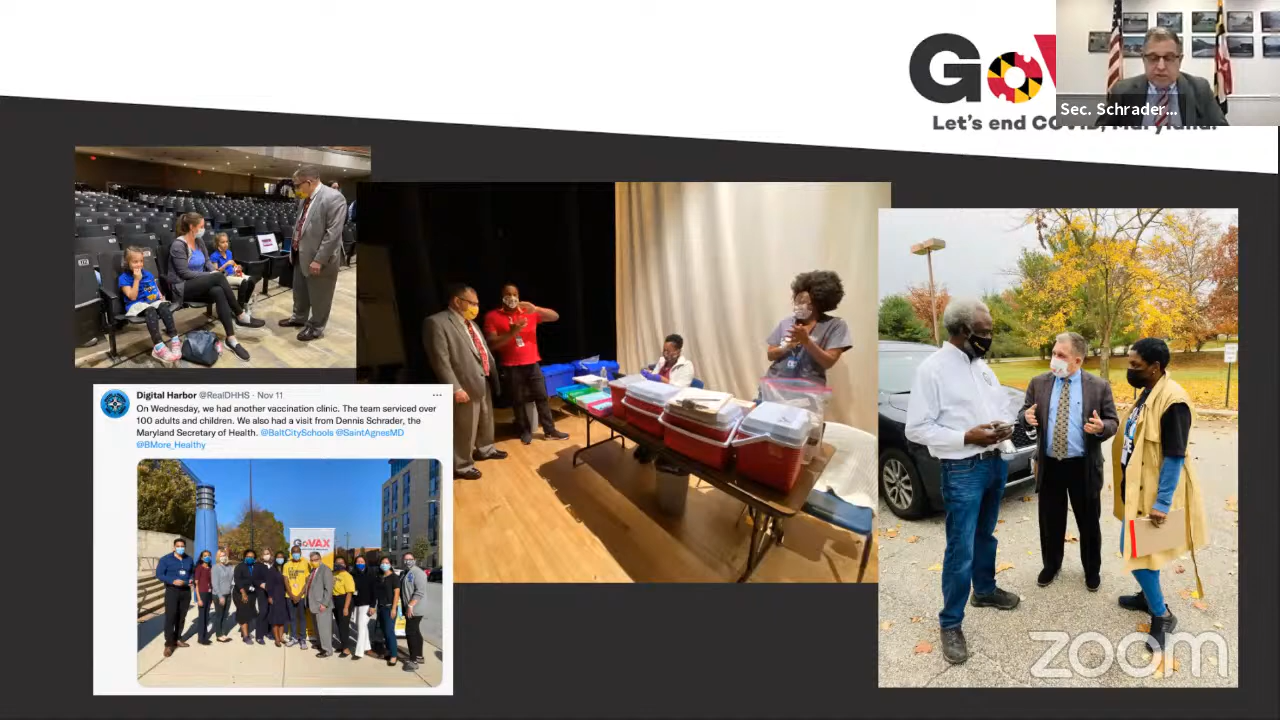 Go
Sec. Schrader...
Let's end COVID, Maryland!
Digital Harbor @RealDHHS · Nov 11
On Wednesday, we had another vaccination clinic. The team serviced over
100 adults and children. We also had a visit from Dennis Schrader, the
Maryland Secretary of Health. @BaltCitySchools @SaintAgnesMD
@BMore_Healthy
GoVAX
zoom